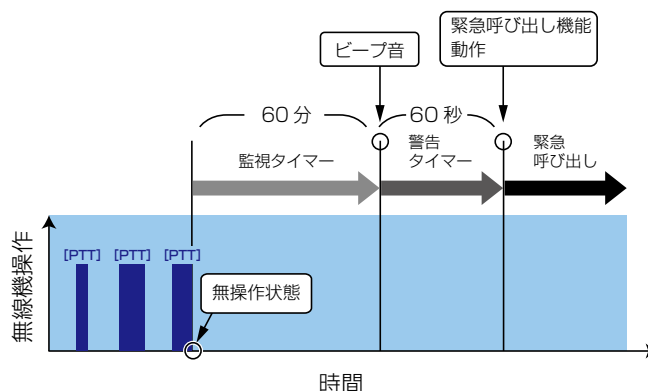 緊急呼び出し機能
動作
ビープ音
60 分
60 秒
監視タイマー
警告
タイマー
緊急
呼び出し
無線機操作
[PTT]
[PTT]
[PTT]
無操作状態
時間